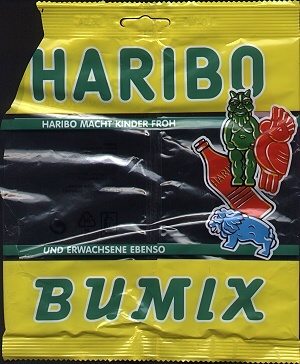 HARIBO
HARIBO MACHT KINDER FROH
UND ERWACHSENE EBENSO
BUMIX